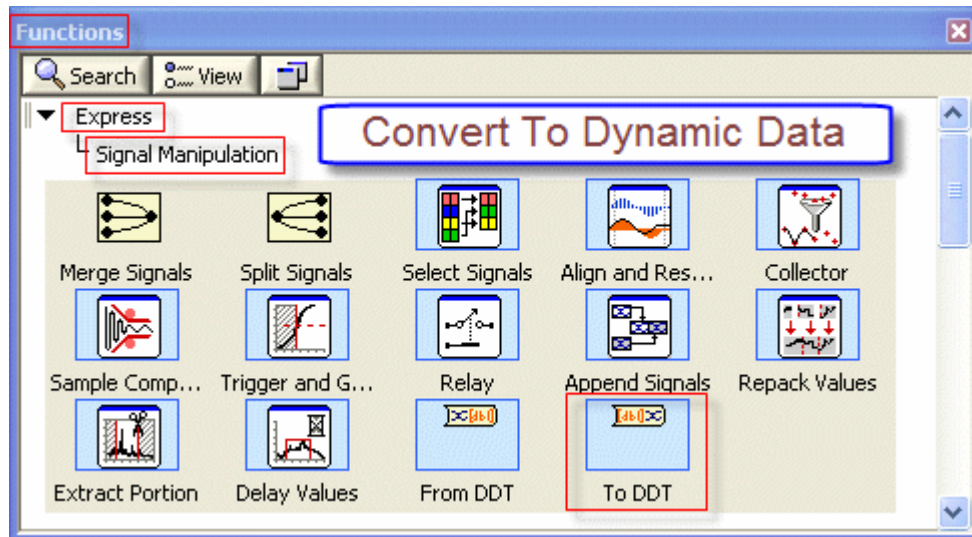 Functions
Search View
Express
Convert To Dynamic Data
Signal Manipulation
Merge Signals Split Signals Select Signals Align and Res... Collector
Sample Comp... Trigger and G... Relay Append Signals Repack Values
Extract Portion Delay Values From DDT To DDT